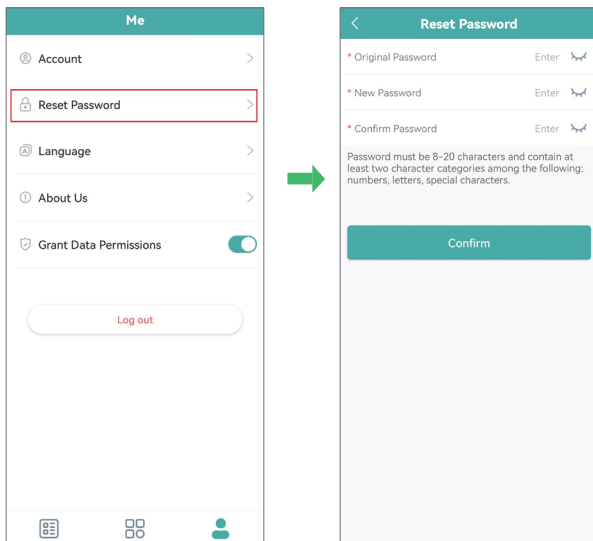 Me
Account
Reset Password
Language
About Us
Grant Data Permissions
Log out
Reset Password
* Original Password Enter
* New Password Enter
* Confirm Password Enter
Password must be 8-20 characters and contain at
least two character categories among the following:
numbers, letters, special characters.
Confirm